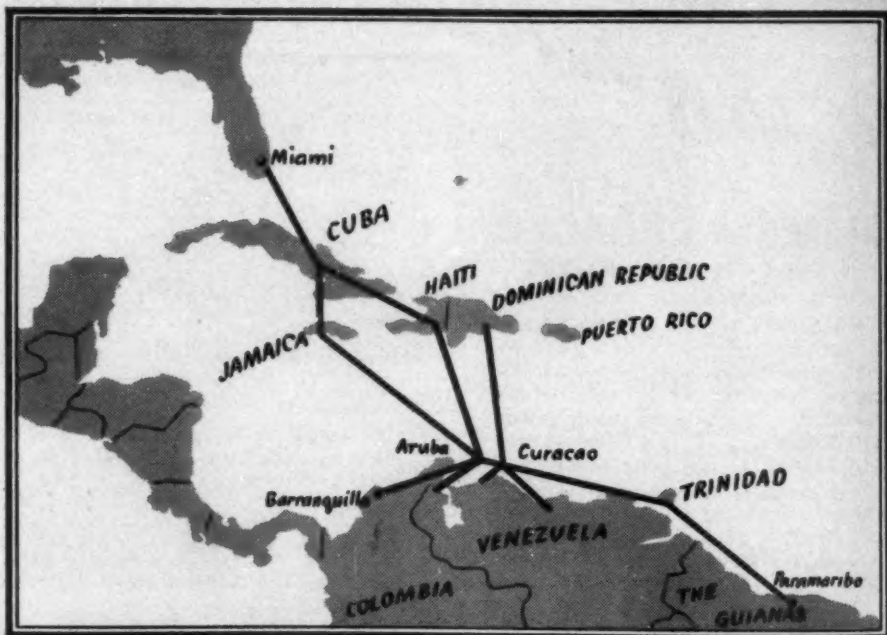 Miami
CUBA
HAITI
DOMINICAN REPUBLIC
PUERTO RICO
JAMAICA
Aruba
Curacao
Barranquilla
TRINIDAD
VENEZUELA
COLOMBIA
Paramaribo
THE
GUIANAS